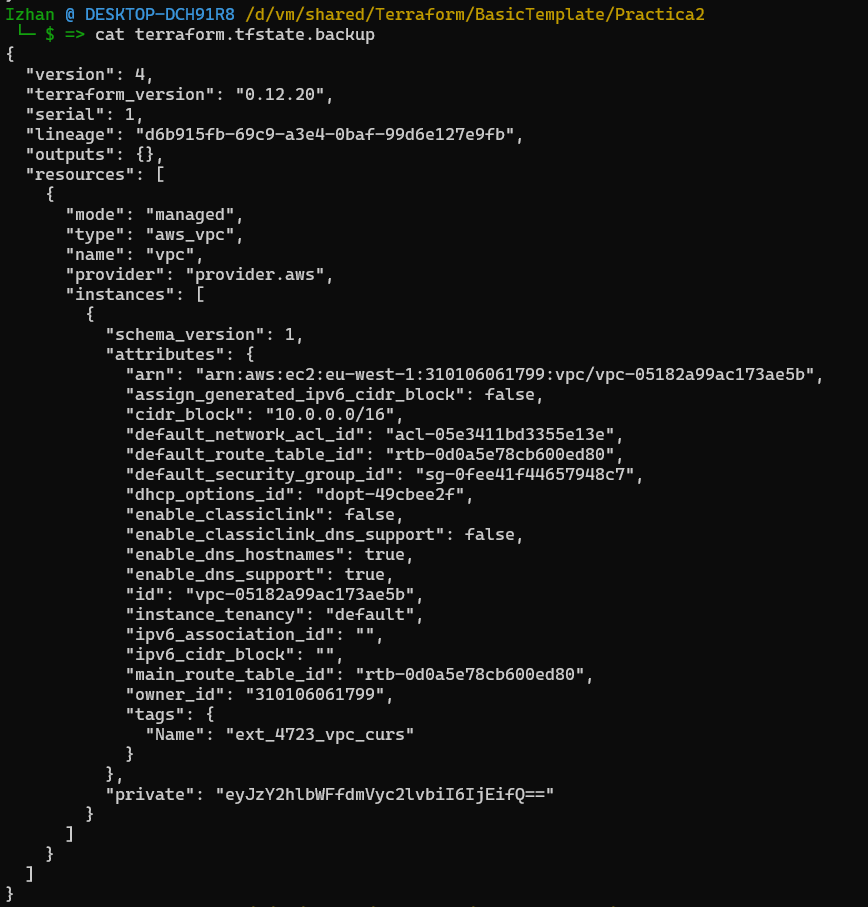 Izhan @ DESKTOP-DCH91R8 /d/vm/shared/Terraform/BasicTemplate/Practica2
└─ $ => cat terraform.tfstate.backup
{
  "version": 4,
  "terraform_version": "0.12.20",
  "serial": 1,
  "lineage": "d6b915fb-69c9-a3e4-0baf-99d6e127e9fb",
  "outputs": {},
  "resources": [
    {
      "mode": "managed",
      "type": "aws_vpc",
      "name": "vpc",
      "provider": "provider.aws",
      "instances": [
        {
          "schema_version": 1,
          "attributes": {
            "arn": "arn:aws:ec2:eu-west-1:310106061799:vpc/vpc-05182a99ac173ae5b",
            "assign_generated_ipv6_cidr_block": false,
            "cidr_block": "10.0.0.0/16",
            "default_network_acl_id": "acl-05e3411bd3355e13e",
            "default_route_table_id": "rtb-0d0a5e78cb600ed80",
            "default_security_group_id": "sg-0fee41f44657948c7",
            "dhcp_options_id": "dopt-49cbee2f",
            "enable_classiclink": false,
            "enable_classiclink_dns_support": false,
            "enable_dns_hostnames": true,
            "enable_dns_support": true,
            "id": "vpc-05182a99ac173ae5b",
            "instance_tenancy": "default",
            "ipv6_association_id": "",
            "ipv6_cidr_block": "",
            "main_route_table_id": "rtb-0d0a5e78cb600ed80",
            "owner_id": "310106061799",
            "tags": {
              "Name": "ext_4723_vpc_curs"
            }
          },
          "private": "eyJzY2hlbWFfdmVyc2lvbiI6IjEifQ=="
        }
      ]
    }
  ]
}